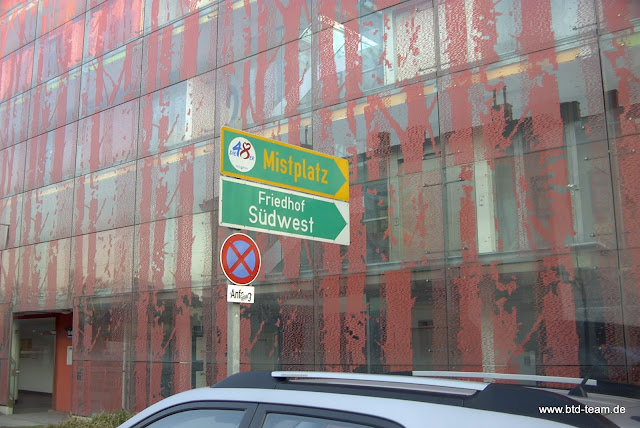 48
Mistplatz
Friedhof
Südwest
Anfang
www.btd-team.de